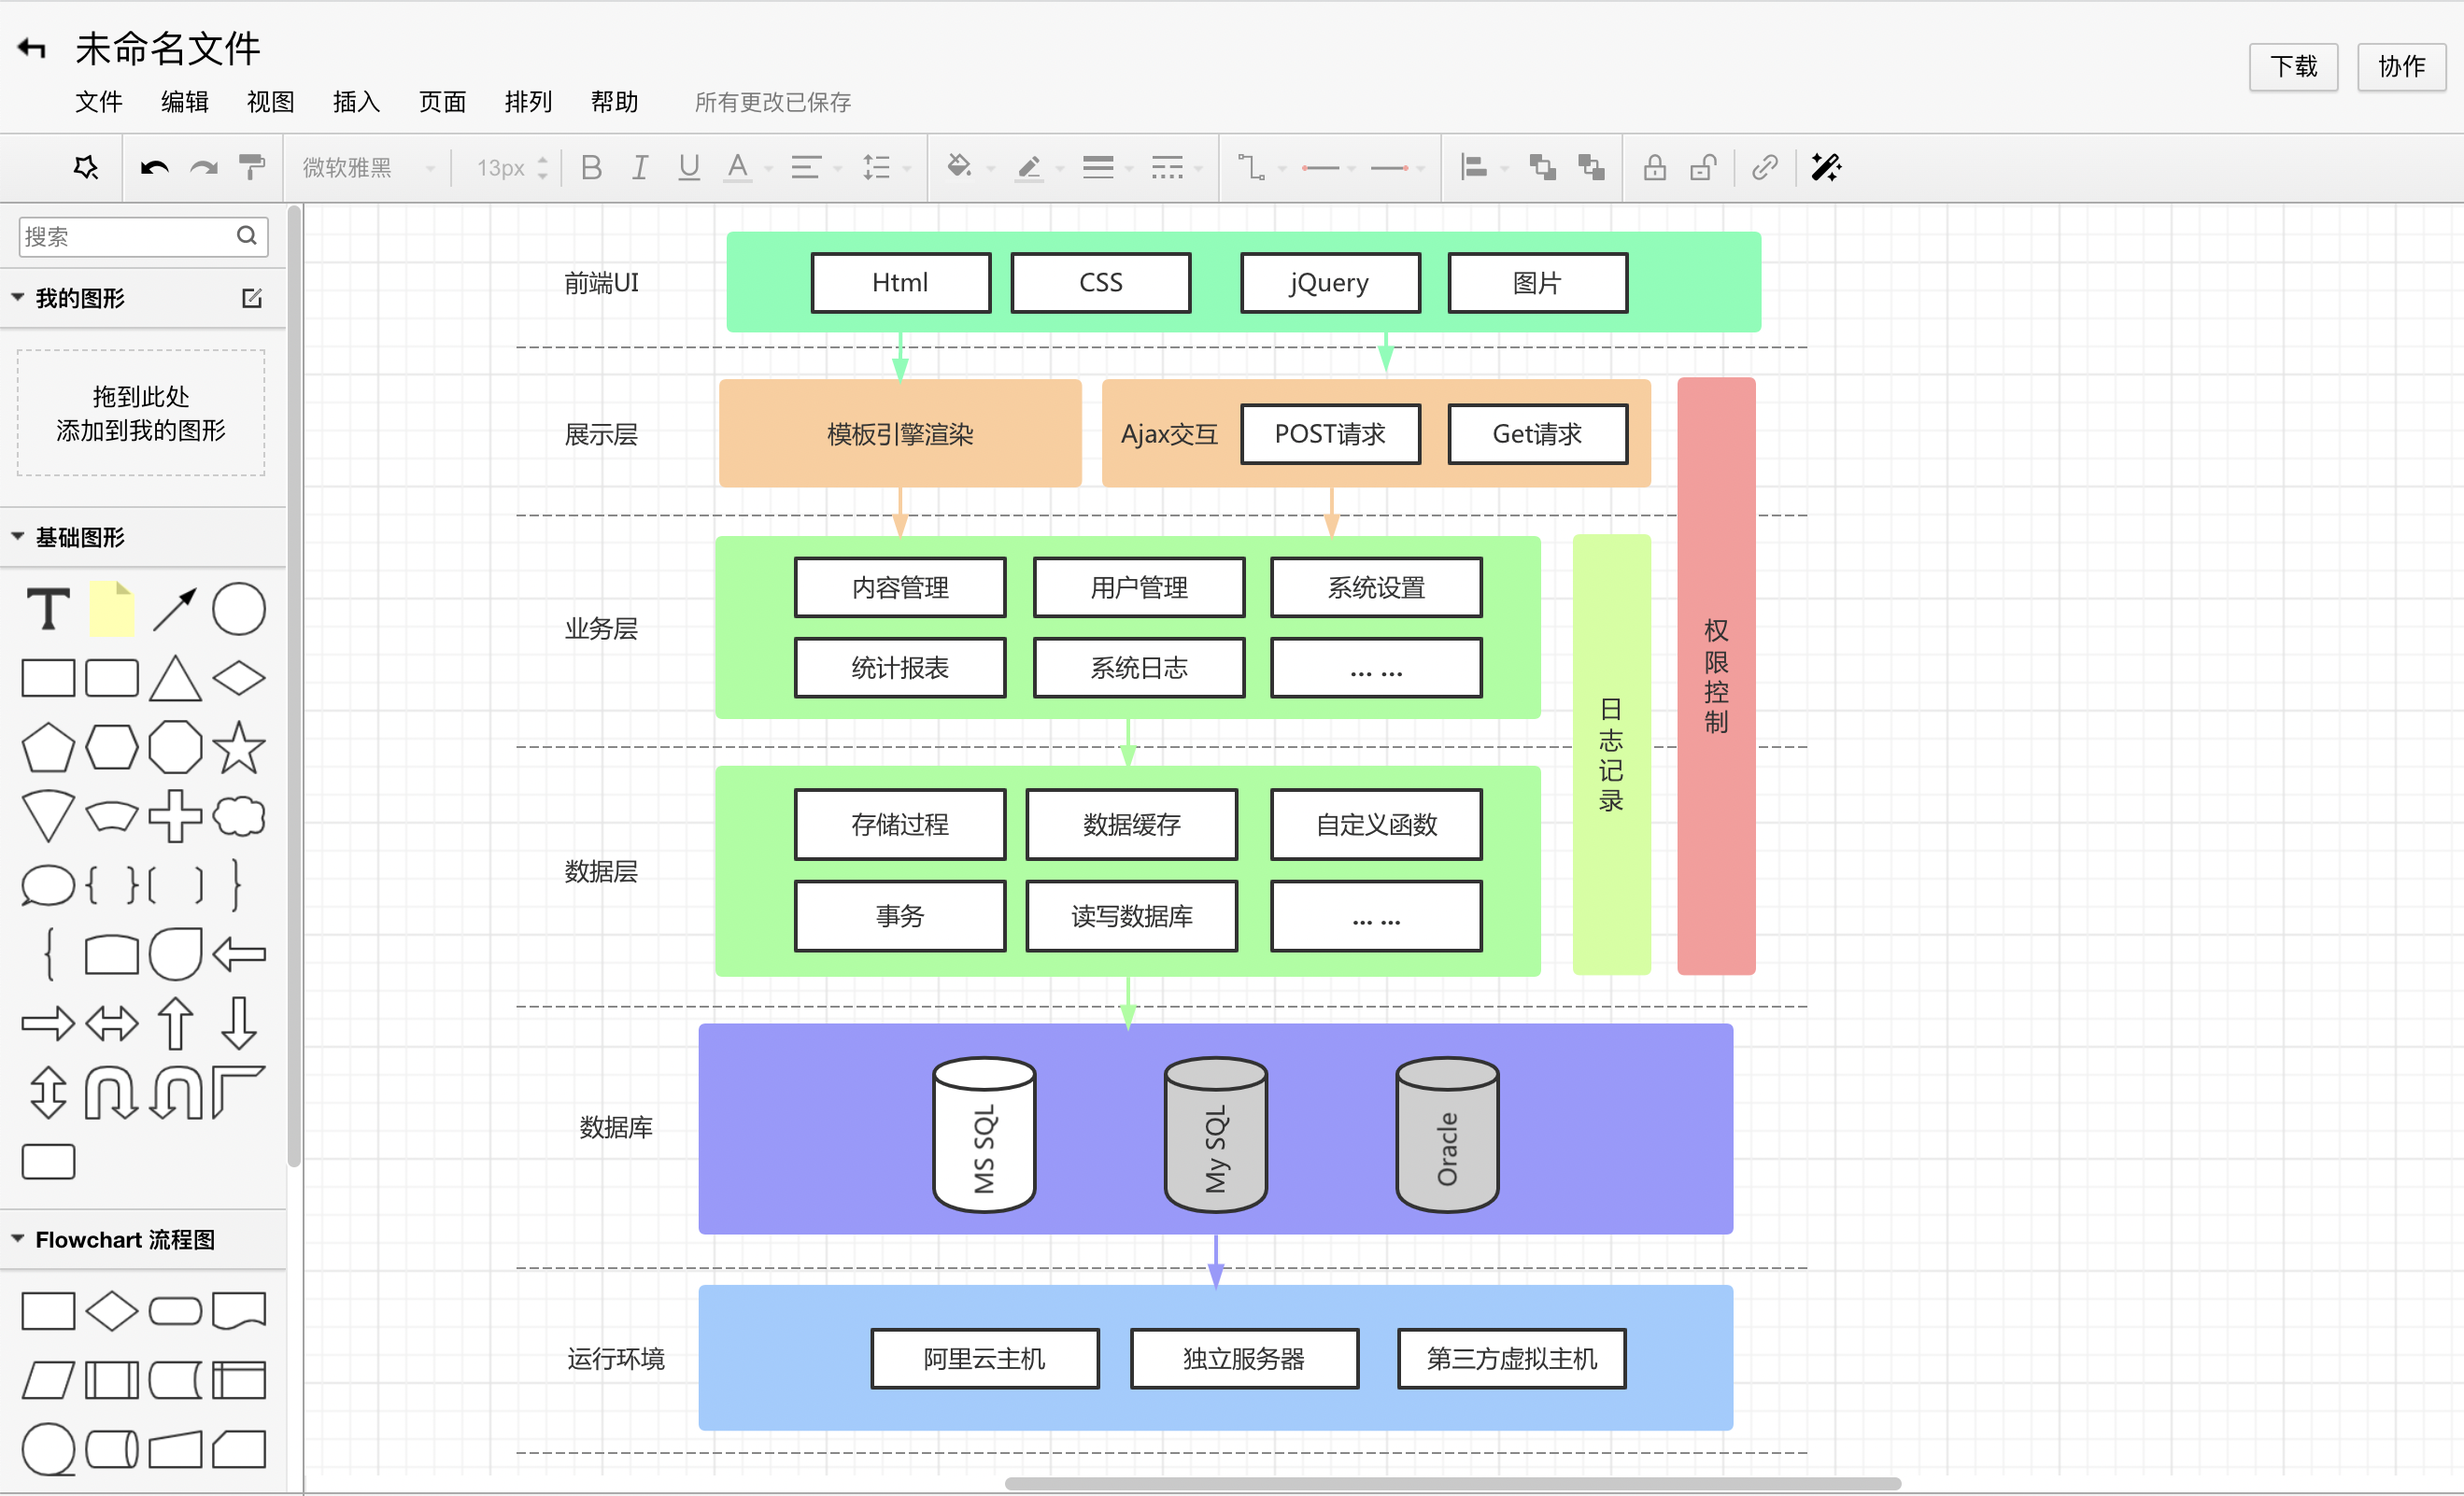 未命名文件
下载
协作
文件 编辑 视图 插入 页面 排列 帮助 所有更改已保存
微软雅黑 13px B I U A
搜索
我的图形
拖到此处
添加到我的图形
基础图形
T
Flowchart 流程图
前端UI
Html
CSS
jQuery
图片
展示层
模板引擎渲染
Ajax交互
POST请求
Get请求
业务层
内容管理
用户管理
系统设置
统计报表
系统日志
... ...
数据层
存储过程
数据缓存
自定义函数
事务
读写数据库
... ...
日志记录
权限控制
数据库
MS SQL
My SQL
Oracle
运行环境
阿里云主机
独立服务器
第三方虚拟主机